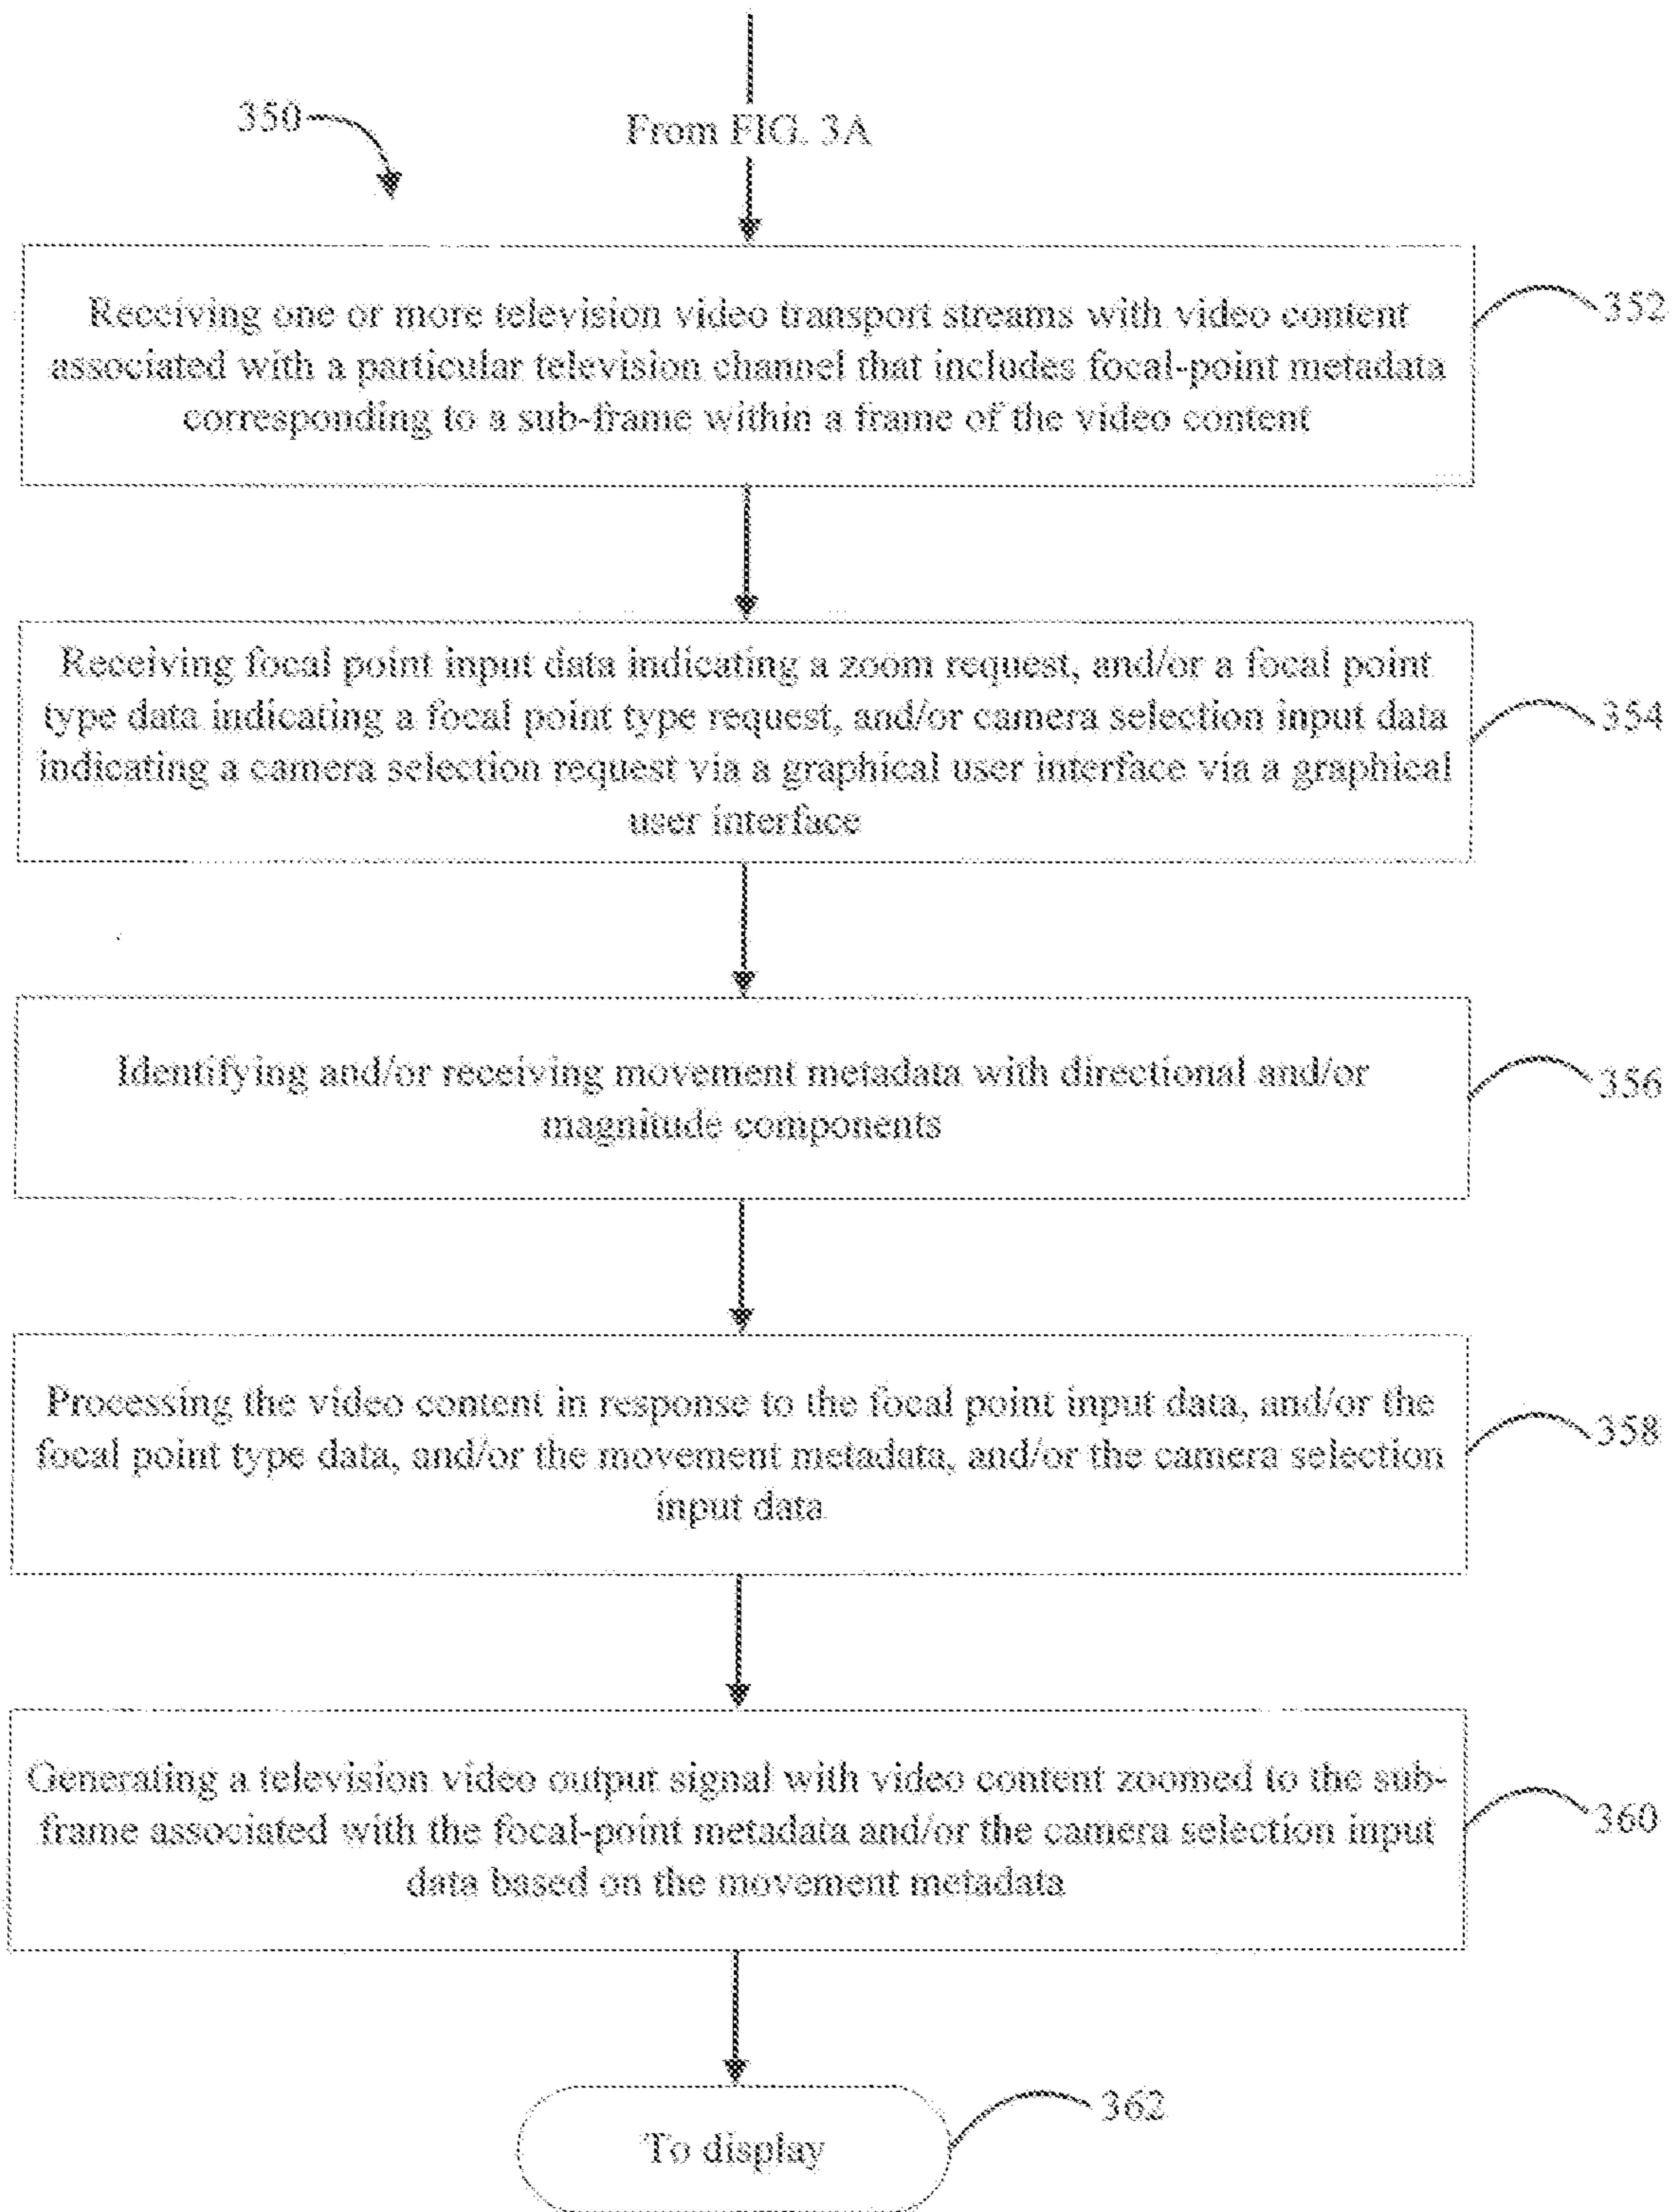 350
From FIG. 3A
Receiving one or more television video transport streams with video content
associated with a particular television channel that includes focal-point metadata
corresponding to a sub-frame within a frame of the video content
352
Receiving focal point input data indicating a zoom request, and/or a focal point
type data indicating a focal point type request, and/or camera selection input data
indicating a camera selection request via a graphical user interface via a graphical
user interface
354
Identifying and/or receiving movement metadata with directional and/or
magnitude components
356
Processing the video content in response to the focal point input data, and/or the
focal point type data, and/or the movement metadata, and/or the camera selection
input data
358
Generating a television video output signal with video content zoomed to the sub-
frame associated with the focal-point metadata and/or the camera selection input
data based on the movement metadata
360
To display
362